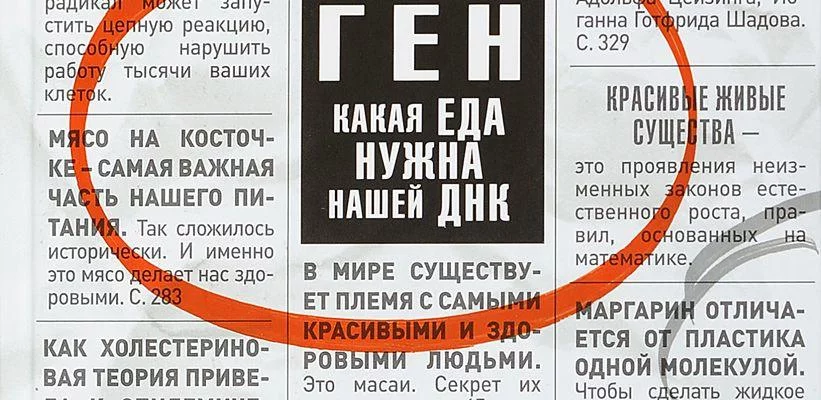 радикал может запу-
стить цепную реакцию,
способную нарушить
работу тысячи ваших
клеток.
МЯСО НА КОСТОЧ-
КЕ – САМАЯ ВАЖНАЯ
ЧАСТЬ НАШЕГО ПИ-
ТАНИЯ. Так сложилось
исторически. И именно
это мясо делает нас здо-
ровыми. С. 283
КАК ХОЛЕСТЕРИНО-
ВАЯ ТЕОРИЯ ПРИВЕ-
ГЕН
КАКАЯ ЕДА
НУЖНА
НАШЕЙ ДНК
В МИРЕ СУЩЕСТВУ-
ЕТ ПЛЕМЯ С САМЫМИ
КРАСИВЫМИ И ЗДО-
РОВЫМИ ЛЮДЬМИ.
Это масаи. Секрет их
Адольфа Цейзинга, Ио-
ганна Готфрида Шадова.
С. 329
КРАСИВЫЕ ЖИВЫЕ
СУЩЕСТВА —
это проявления неиз-
менных законов есте-
ственного роста, пра-
вил, основанных на
математике.
МАРГАРИН ОТЛИЧА-
ЕТСЯ ОТ ПЛАСТИКА
ОДНОЙ МОЛЕКУЛОЙ.
Чтобы сделать жидкое